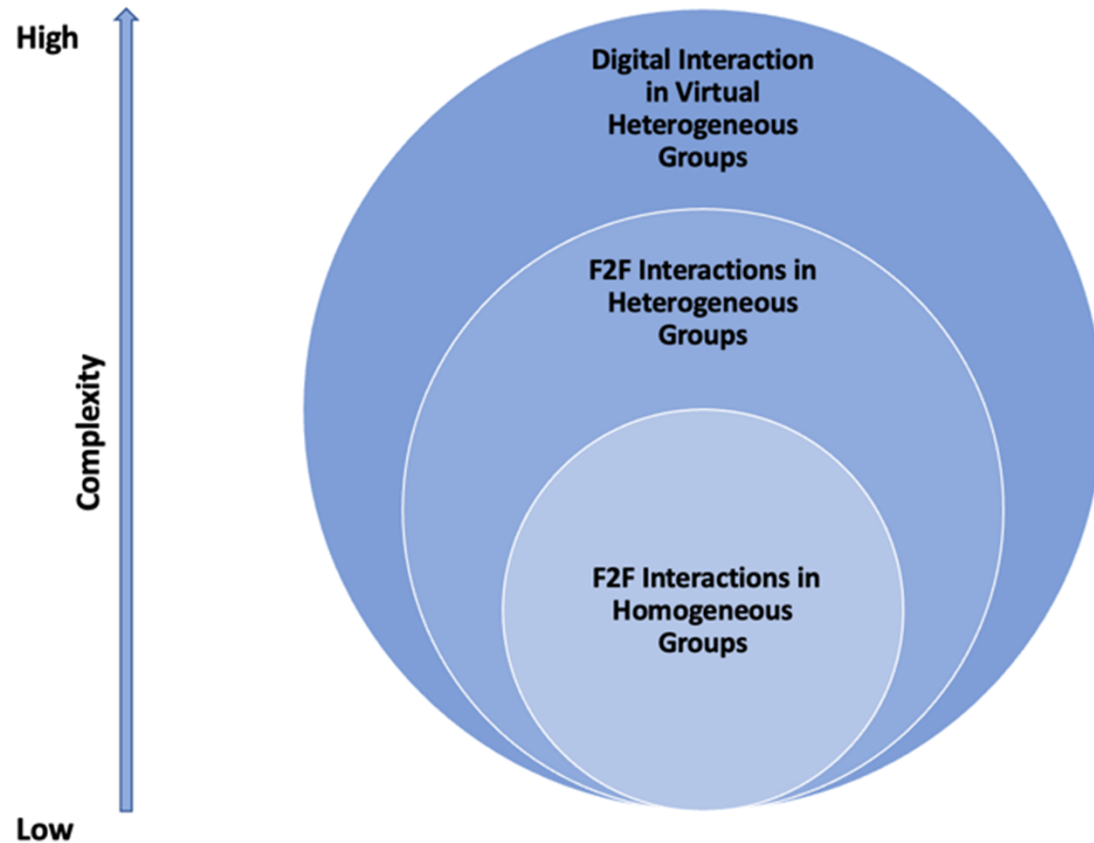 High
Digital Interaction
in Virtual
Heterogeneous
Groups
F2F Interactions in
Heterogeneous
Groups
Complexity
F2F Interactions in
Homogeneous
Groups
Low